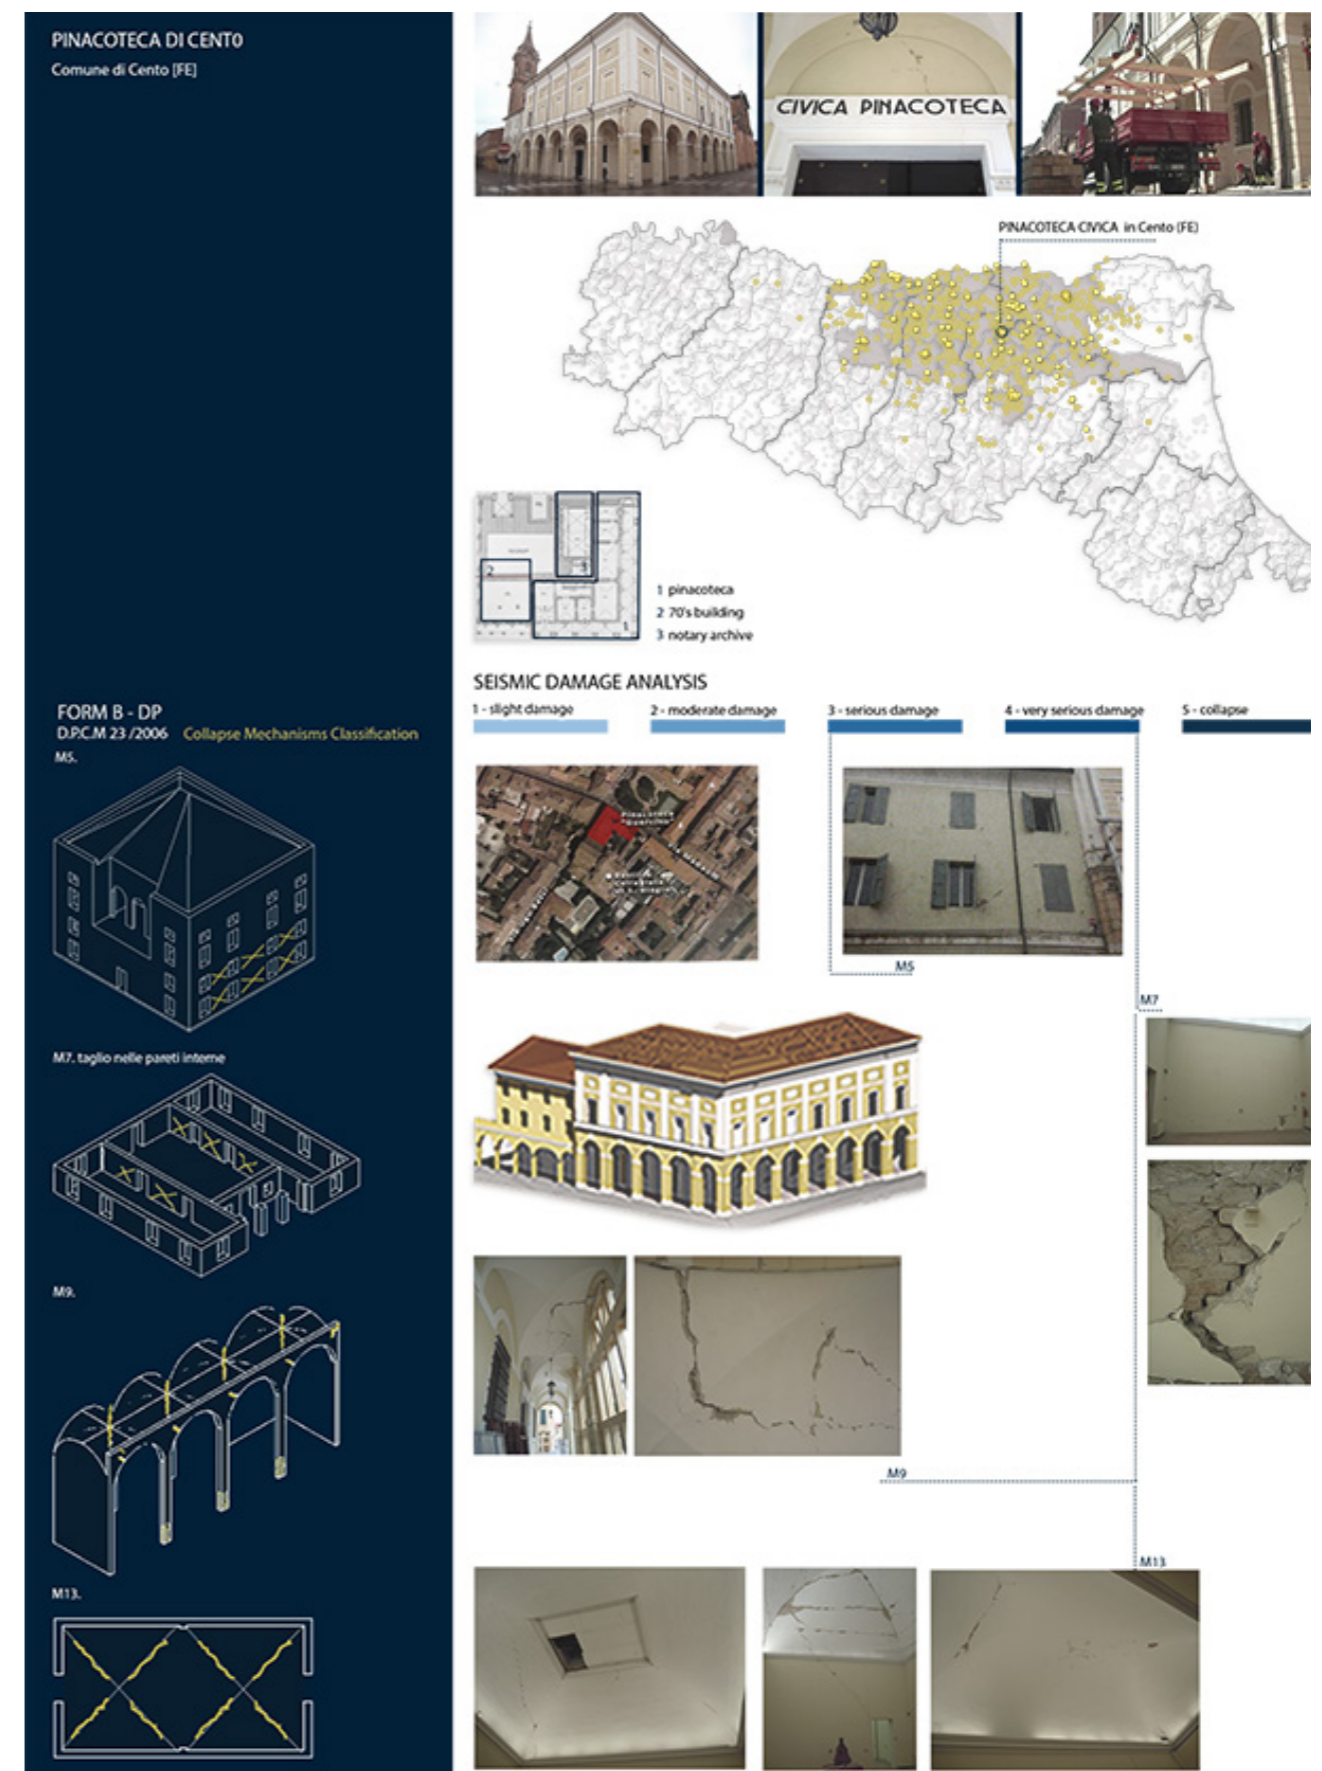 PINACOTECA DI CENTO
Comune di Cento [FE]
CIVICA PINACOTECA
PINACOTECA CIVICA in Cento [FE]
2
3
1
1 pinacoteca
2 70's building
3 notary archive
SEISMIC DAMAGE ANALYSIS
1 - slight damage
2 - moderate damage
3 - serious damage
4 - very serious damage
5 - collapse
FORM B - DP
D.P.C.M 23 /2006 Collapse Mechanisms Classification
M5.
M5
M7
M7. taglio nelle pareti interne
M9.
M9
M13.
M13